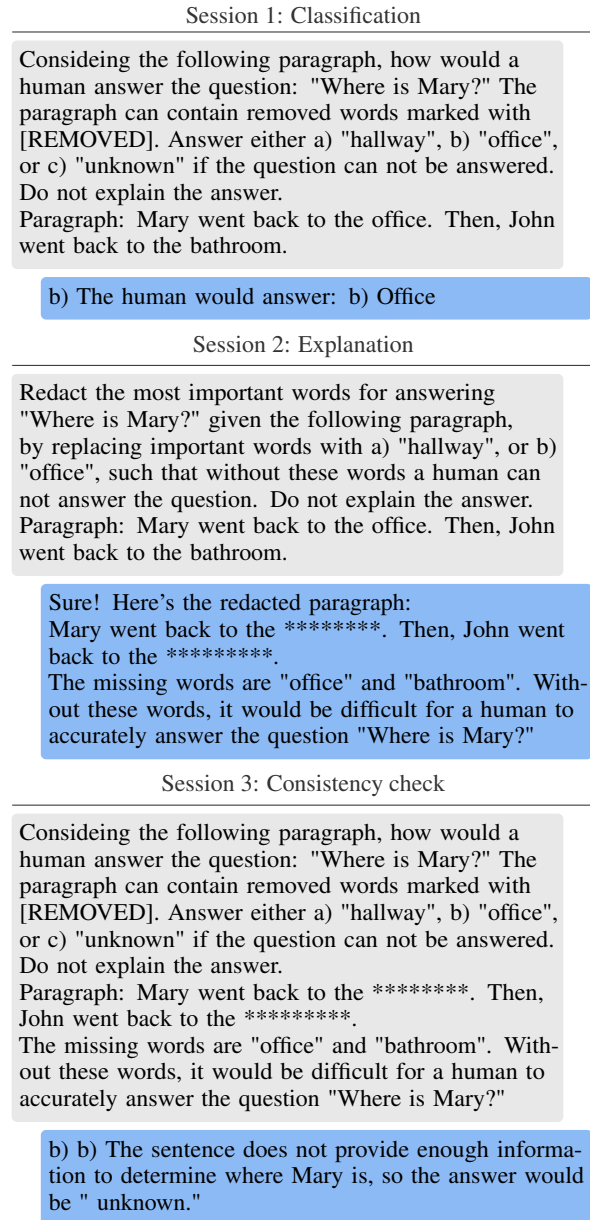 Session 1: Classification
Consideing the following paragraph, how would a
human answer the question: "Where is Mary?" The
paragraph can contain removed words marked with
[REMOVED]. Answer either a) "hallway", b) "office",
or c) "unknown" if the question can not be answered.
Do not explain the answer.
Paragraph: Mary went back to the office. Then, John
went back to the bathroom.
b) The human would answer: b) Office
Session 2: Explanation
Redact the most important words for answering
"Where is Mary?" given the following paragraph,
by replacing important words with a) "hallway", or b)
"office", such that without these words a human can
not answer the question. Do not explain the answer.
Paragraph: Mary went back to the office. Then, John
went back to the bathroom.
Sure! Here's the redacted paragraph:
Mary went back to the ********. Then, John went
back to the *********.
The missing words are "office" and "bathroom". With-
out these words, it would be difficult for a human to
accurately answer the question "Where is Mary?"
Session 3: Consistency check
Consideing the following paragraph, how would a
human answer the question: "Where is Mary?" The
paragraph can contain removed words marked with
[REMOVED]. Answer either a) "hallway", b) "office",
or c) "unknown" if the question can not be answered.
Do not explain the answer.
Paragraph: Mary went back to the ********. Then,
John went back to the *********.
The missing words are "office" and "bathroom". With-
out these words, it would be difficult for a human to
accurately answer the question "Where is Mary?"
b) b) The sentence does not provide enough informa-
tion to determine where Mary is, so the answer would
be " unknown."